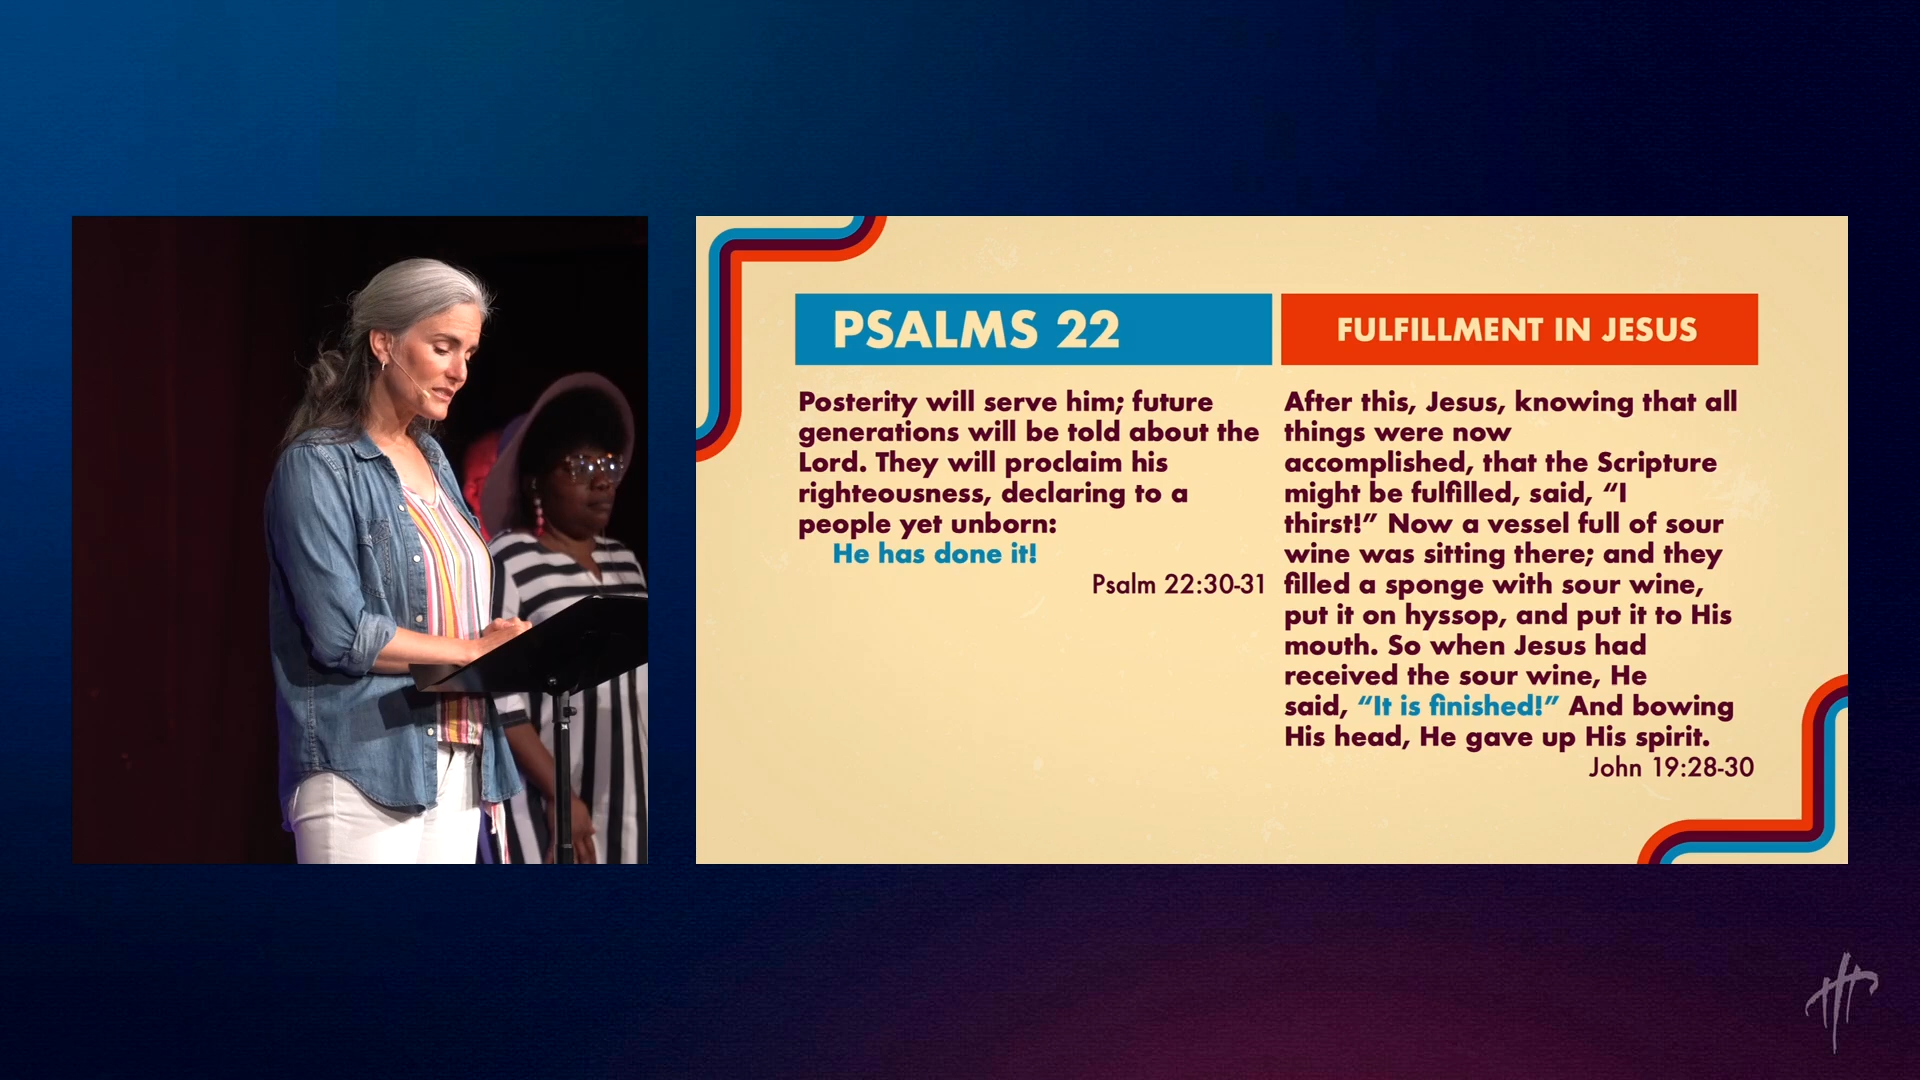 PSALMS 22
Posterity will serve him; future
generations will be told about the
Lord. They will proclaim his
righteousness, declaring to a
people yet unborn:
He has done it!
Psalm 22:30-31
FULFILLMENT IN JESUS
After this, Jesus, knowing that all
things were now
accomplished, that the Scripture
might be fulfilled, said, “I
thirst!” Now a vessel full of sour
wine was sitting there; and they
filled a sponge with sour wine,
put it on hyssop, and put it to His
mouth. So when Jesus had
received the sour wine, He
said, “It is finished!” And bowing
His head, He gave up His spirit.
John 19:28-30